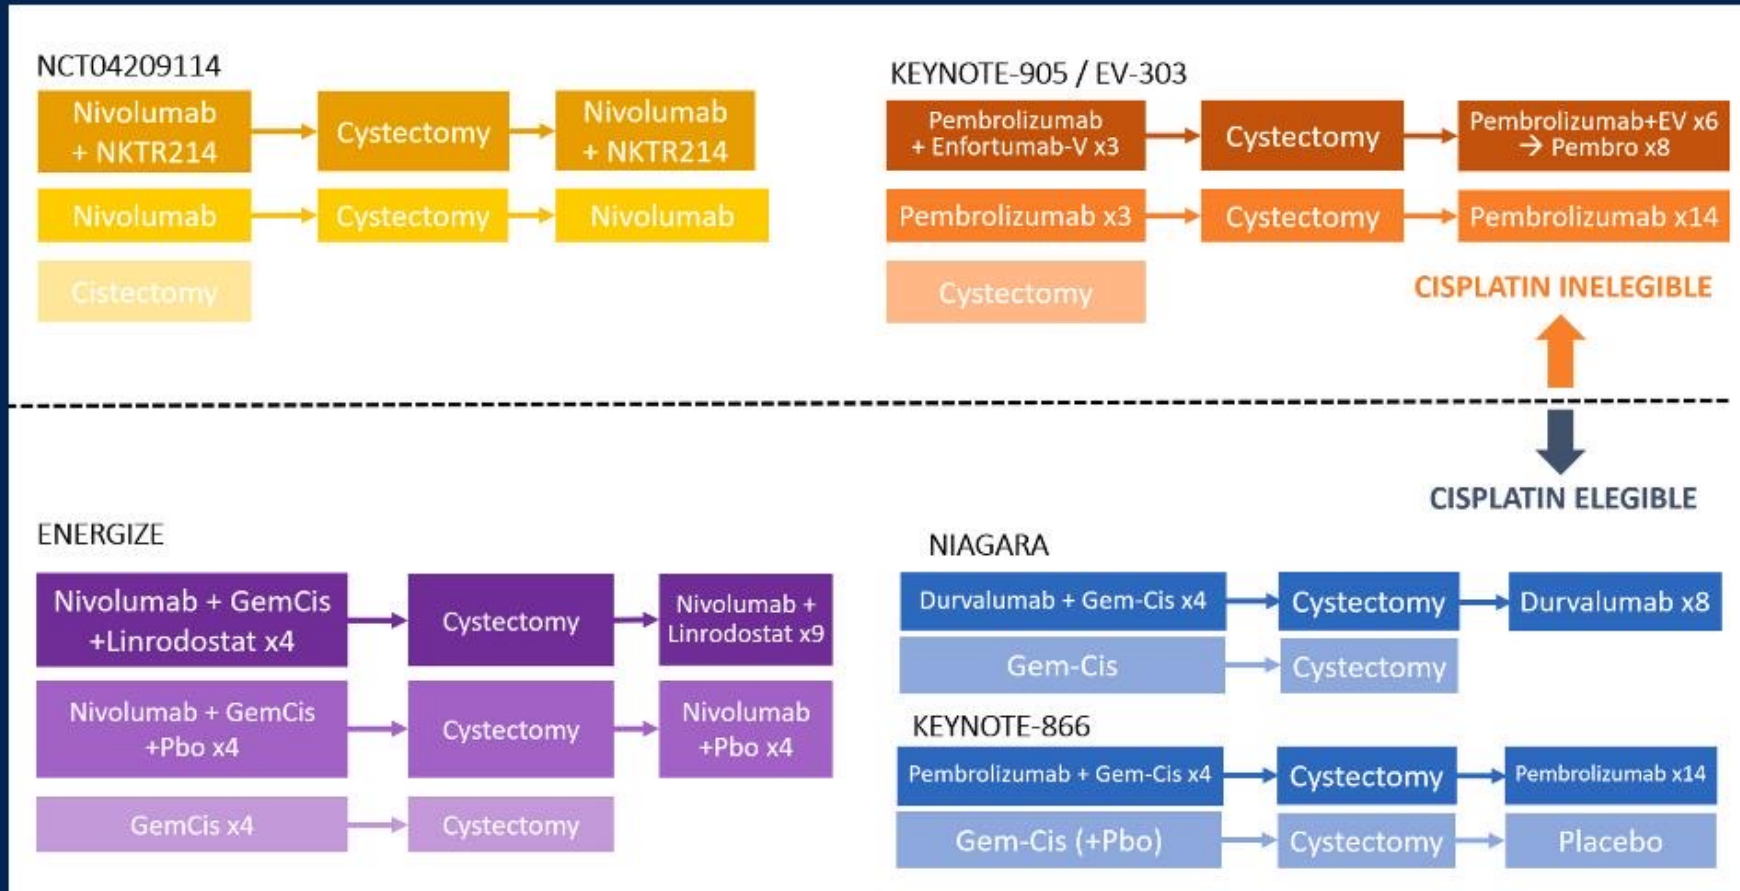 NCT04209114
Nivolumab
+ NKTR214
Cystectomy
Nivolumab
+ NKTR214
Nivolumab
Cystectomy
Nivolumab
Cistectomy
KEYNOTE-905 / EV-303
Pembrolizumab
+ Enfortumab-V x3
Cystectomy
Pembrolizumab+EV x6
→ Pembro x8
Pembrolizumab x3
Cystectomy
Pembrolizumab x14
Cystectomy
CISPLATIN INELEGIBLE
CISPLATIN ELEGIBLE
ENERGIZE
Nivolumab + GemCis
+Linrodostat x4
Cystectomy
Nivolumab +
Linrodostat x9
Nivolumab + GemCis
+Pbo x4
Cystectomy
Nivolumab
+Pbo x4
GemCis x4
Cystectomy
NIAGARA
Durvalumab + Gem-Cis x4
Cystectomy
Durvalumab x8
Gem-Cis
Cystectomy
KEYNOTE-866
Pembrolizumab + Gem-Cis x4
Cystectomy
Pembrolizumab x14
Gem-Cis (+Pbo)
Cystectomy
Placebo